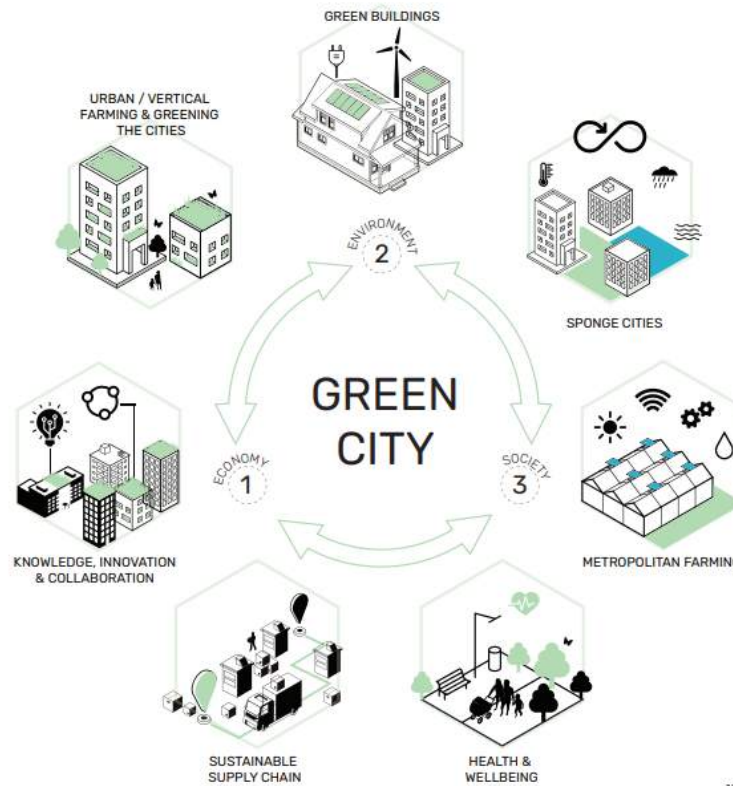 GREEN BUILDINGS
URBAN / VERTICAL
FARMING & GREENING
THE CITIES
ENVIRONMENT
2
SPONGE CITIES
GREEN
CITY
ECONOMY
1
SOCIETY
3
KNOWLEDGE, INNOVATION
& COLLABORATION
METROPOLITAN FARMING
SUSTAINABLE
SUPPLY CHAIN
HEALTH &
WELLBEING